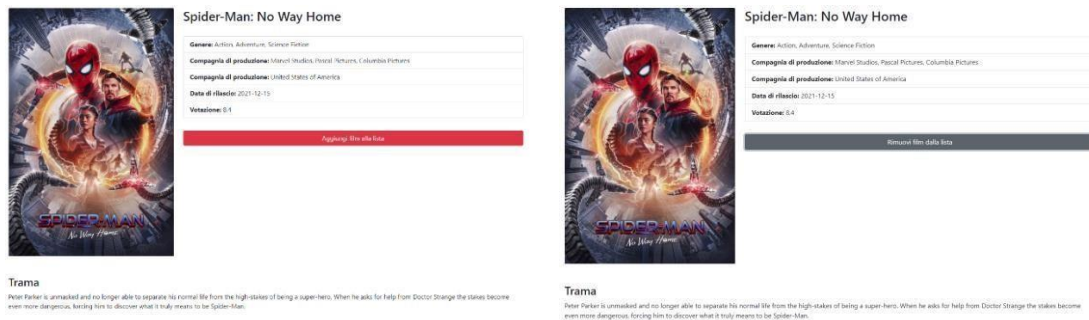 Spider-Man: No Way Home
Genere: Action, Adventure, Science Fiction
Compagnia di produzione: Marvel Studios, Pascal Pictures, Columbia Pictures
Compagnia di produzione: United States of America
Data di rilascio: 2021-12-15
Votazione: 8.4
Aggiungi film alla lista
SPIDER-MAN
No Way Home
Trama
Peter Parker is unmasked and no longer able to separate his normal life from the high-stakes of being a super-hero. When he asks for help from Doctor Strange the stakes become
even more dangerous, forcing him to discover what it truly means to be Spider-Man.
Spider-Man: No Way Home
Genere: Action, Adventure, Science Fiction
Compagnia di produzione: Marvel Studios, Pascal Pictures, Columbia Pictures
Compagnia di produzione: United States of America
Data di rilascio: 2021-12-15
Votazione: 8.4
Rimuovi film dalla lista
SPIDER-MAN
No Way Home
Trama
Peter Parker is unmasked and no longer able to separate his normal life from the high-stakes of being a super-hero. When he asks for help from Doctor Strange the stakes become
even more dangerous, forcing him to discover what it truly means to be Spider-Man.